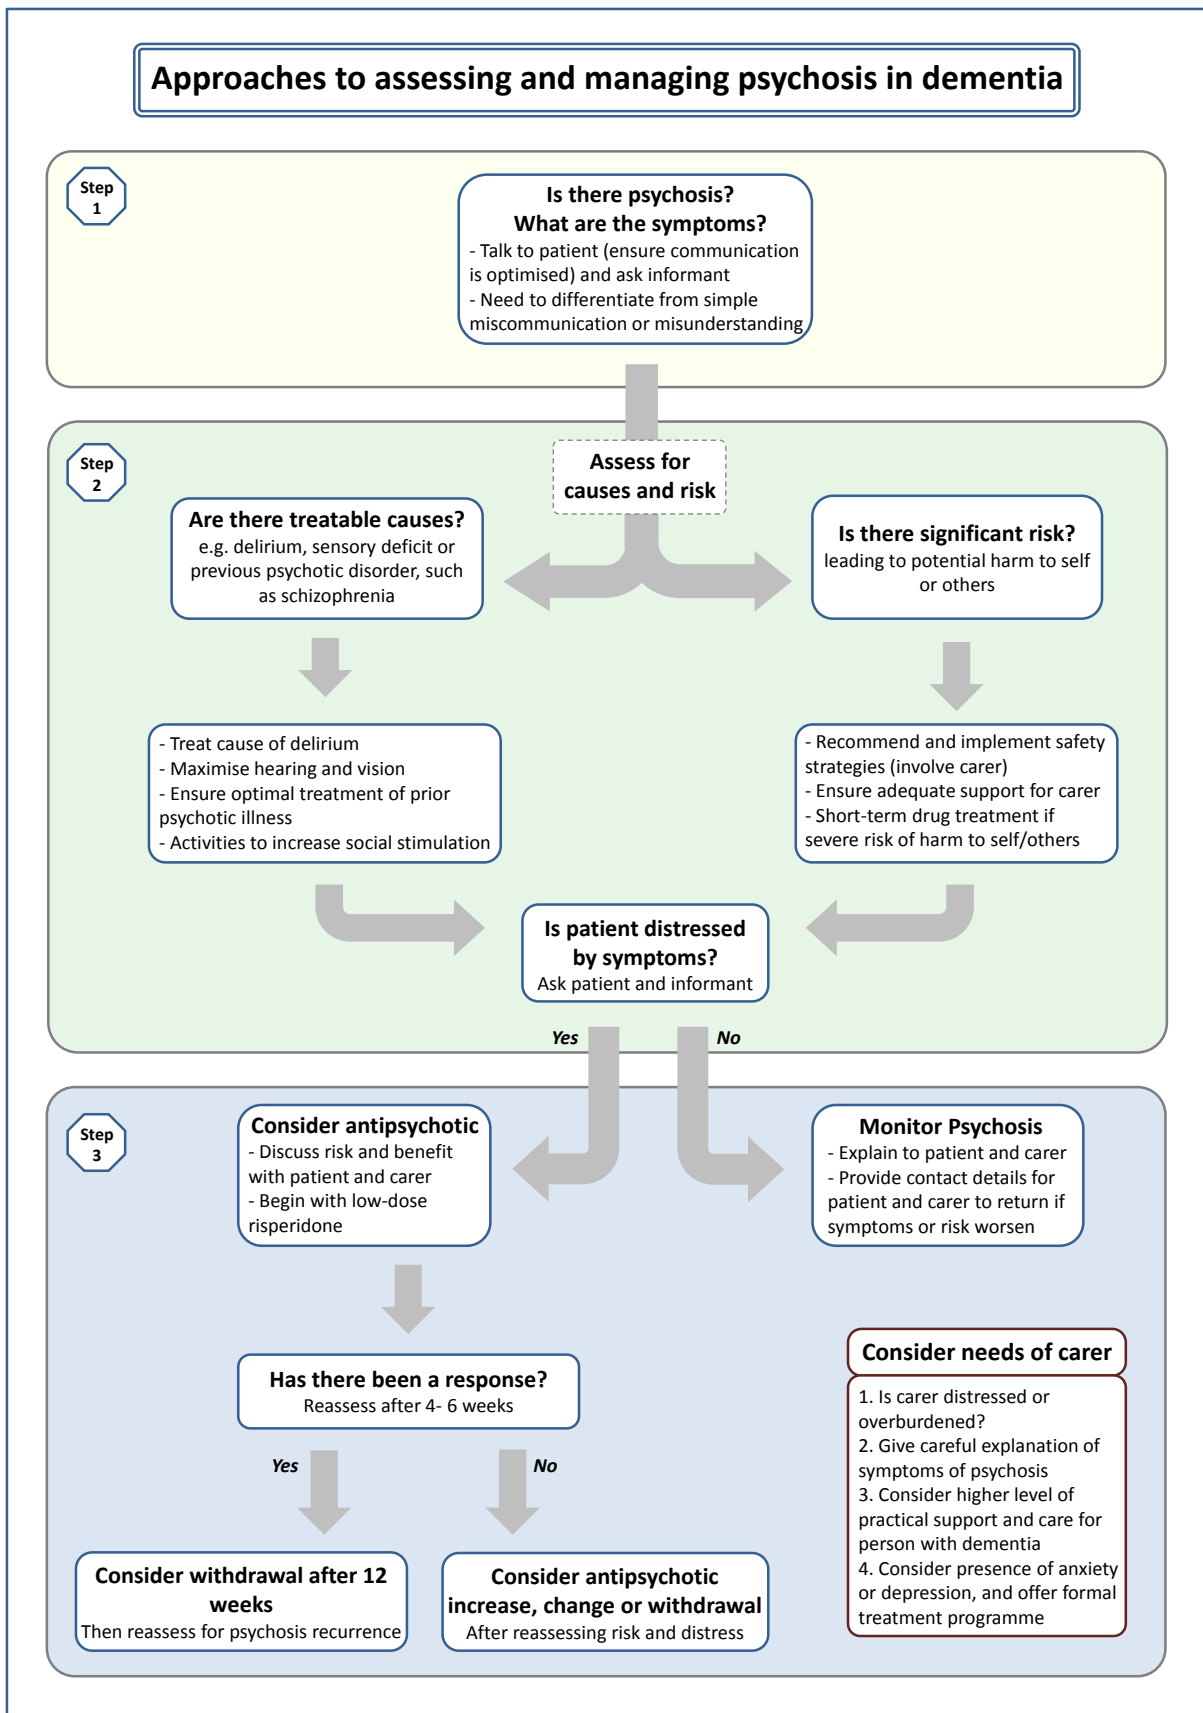 Approaches to assessing and managing psychosis in dementia
Step
1
Is there psychosis?
What are the symptoms?
- Talk to patient (ensure communication
is optimised) and ask informant
- Need to differentiate from simple
miscommunication or misunderstanding
Step
2
Assess for
causes and risk
Are there treatable causes?
e.g. delirium, sensory deficit or
previous psychotic disorder, such
as schizophrenia
Is there significant risk?
leading to potential harm to self
or others
- Treat cause of delirium
- Maximise hearing and vision
- Ensure optimal treatment of prior
psychotic illness
- Activities to increase social stimulation
- Recommend and implement safety
strategies (involve carer)
- Ensure adequate support for carer
- Short-term drug treatment if
severe risk of harm to self/others
Is patient distressed
by symptoms?
Ask patient and informant
Yes
No
Step
3
Consider antipsychotic
- Discuss risk and benefit
with patient and carer
- Begin with low-dose
risperidone
Monitor Psychosis
- Explain to patient and carer
- Provide contact details for
patient and carer to return if
symptoms or risk worsen
Has there been a response?
Reassess after 4- 6 weeks
Yes
No
Consider withdrawal after 12
weeks
Then reassess for psychosis recurrence
Consider antipsychotic
increase, change or withdrawal
After reassessing risk and distress
Consider needs of carer
1. Is carer distressed or
overburdened?
2. Give careful explanation of
symptoms of psychosis
3. Consider higher level of
practical support and care for
person with dementia
4. Consider presence of anxiety
or depression, and offer formal
treatment programme